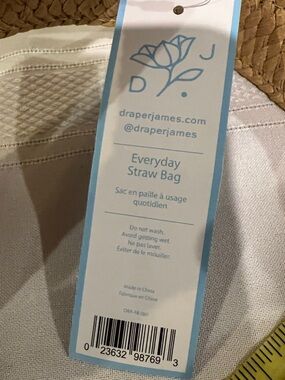 D J
draperjames.com
@draperjames
Everyday
Straw Bag
Sac en paille à usage
quotidien
Do not wash.
Avoid getting wet.
Ne pas laver.
Éviter de le mouiller.
Made in China
Fabriqué en Chine
0 23632 98769 3